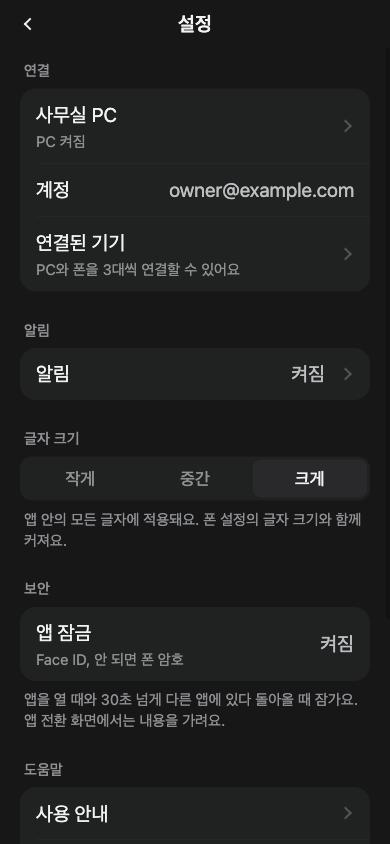 설정
연결
사무실 PC
PC 켜짐
계정 owner@example.com
연결된 기기
PC와 폰을 3대씩 연결할 수 있어요
알림
알림 켜짐
글자 크기
작게 중간 크게
앱 안의 모든 글자에 적용돼요. 폰 설정의 글자 크기와 함께
커져요.
보안
앱 잠금
켜짐
Face ID, 안 되면 폰 암호
앱을 열 때와 30초 넘게 다른 앱에 있다 돌아올 때 잠가요.
앱 전환 화면에서는 내용을 가려요.
도움말
사용 안내